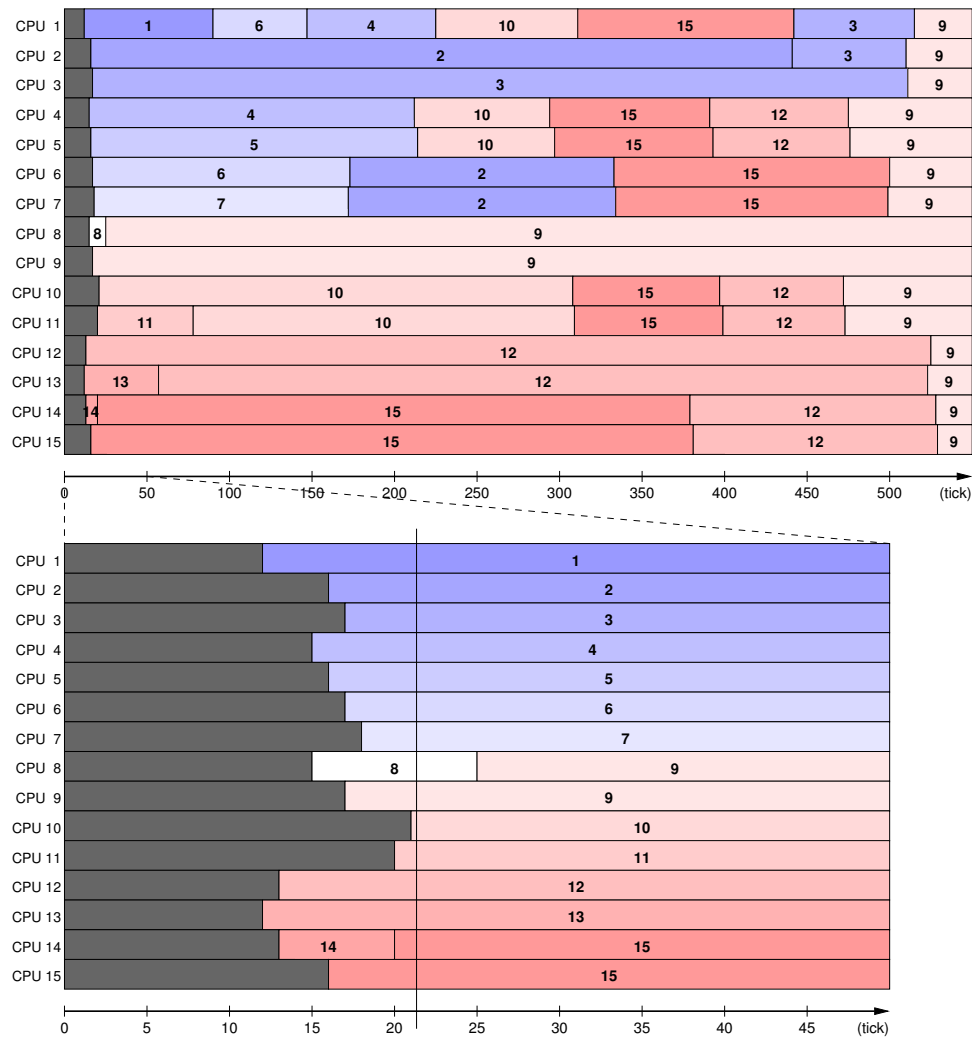 CPU 1 1 6 4 10 15 3 9
CPU 2 2 3 9
CPU 3 3 9
CPU 4 4 10 15 12 9
CPU 5 5 10 15 12 9
CPU 6 6 2 15 9
CPU 7 7 2 15 9
CPU 8 8 9
CPU 9 9
CPU 10 10 15 12 9
CPU 11 11 10 15 12 9
CPU 12 12 9
CPU 13 13 12 9
CPU 14 14 15 12 9
CPU 15 15 12 9
0 50 100 150 200 250 300 350 400 450 500 (tick)
CPU 1 1
CPU 2 2
CPU 3 3
CPU 4 4
CPU 5 5
CPU 6 6
CPU 7 7
CPU 8 8 9
CPU 9 9
CPU 10 10
CPU 11 11
CPU 12 12
CPU 13 13
CPU 14 14 15
CPU 15 15
0 5 10 15 20 25 30 35 40 45 (tick)